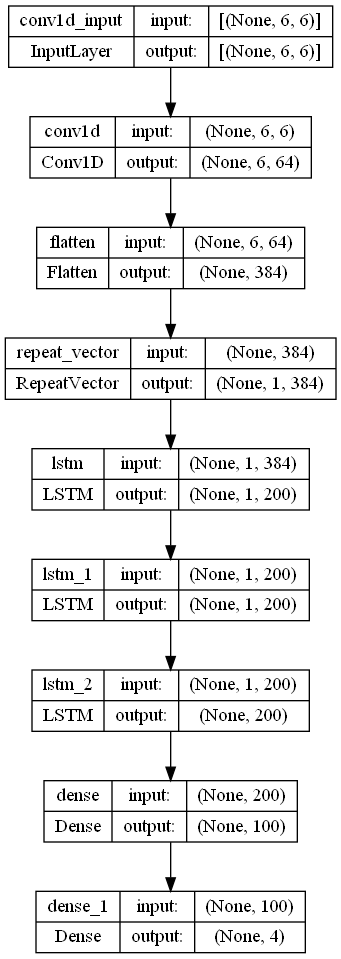 conv1d_input input: [(None, 6, 6)]
InputLayer output: [(None, 6, 6)]
conv1d input: (None, 6, 6)
Conv1D output: (None, 6, 64)
flatten input: (None, 6, 64)
Flatten output: (None, 384)
repeat_vector input: (None, 384)
RepeatVector output: (None, 1, 384)
lstm input: (None, 1, 384)
LSTM output: (None, 1, 200)
lstm_1 input: (None, 1, 200)
LSTM output: (None, 1, 200)
lstm_2 input: (None, 1, 200)
LSTM output: (None, 200)
dense input: (None, 200)
Dense output: (None, 100)
dense_1 input: (None, 100)
Dense output: (None, 4)